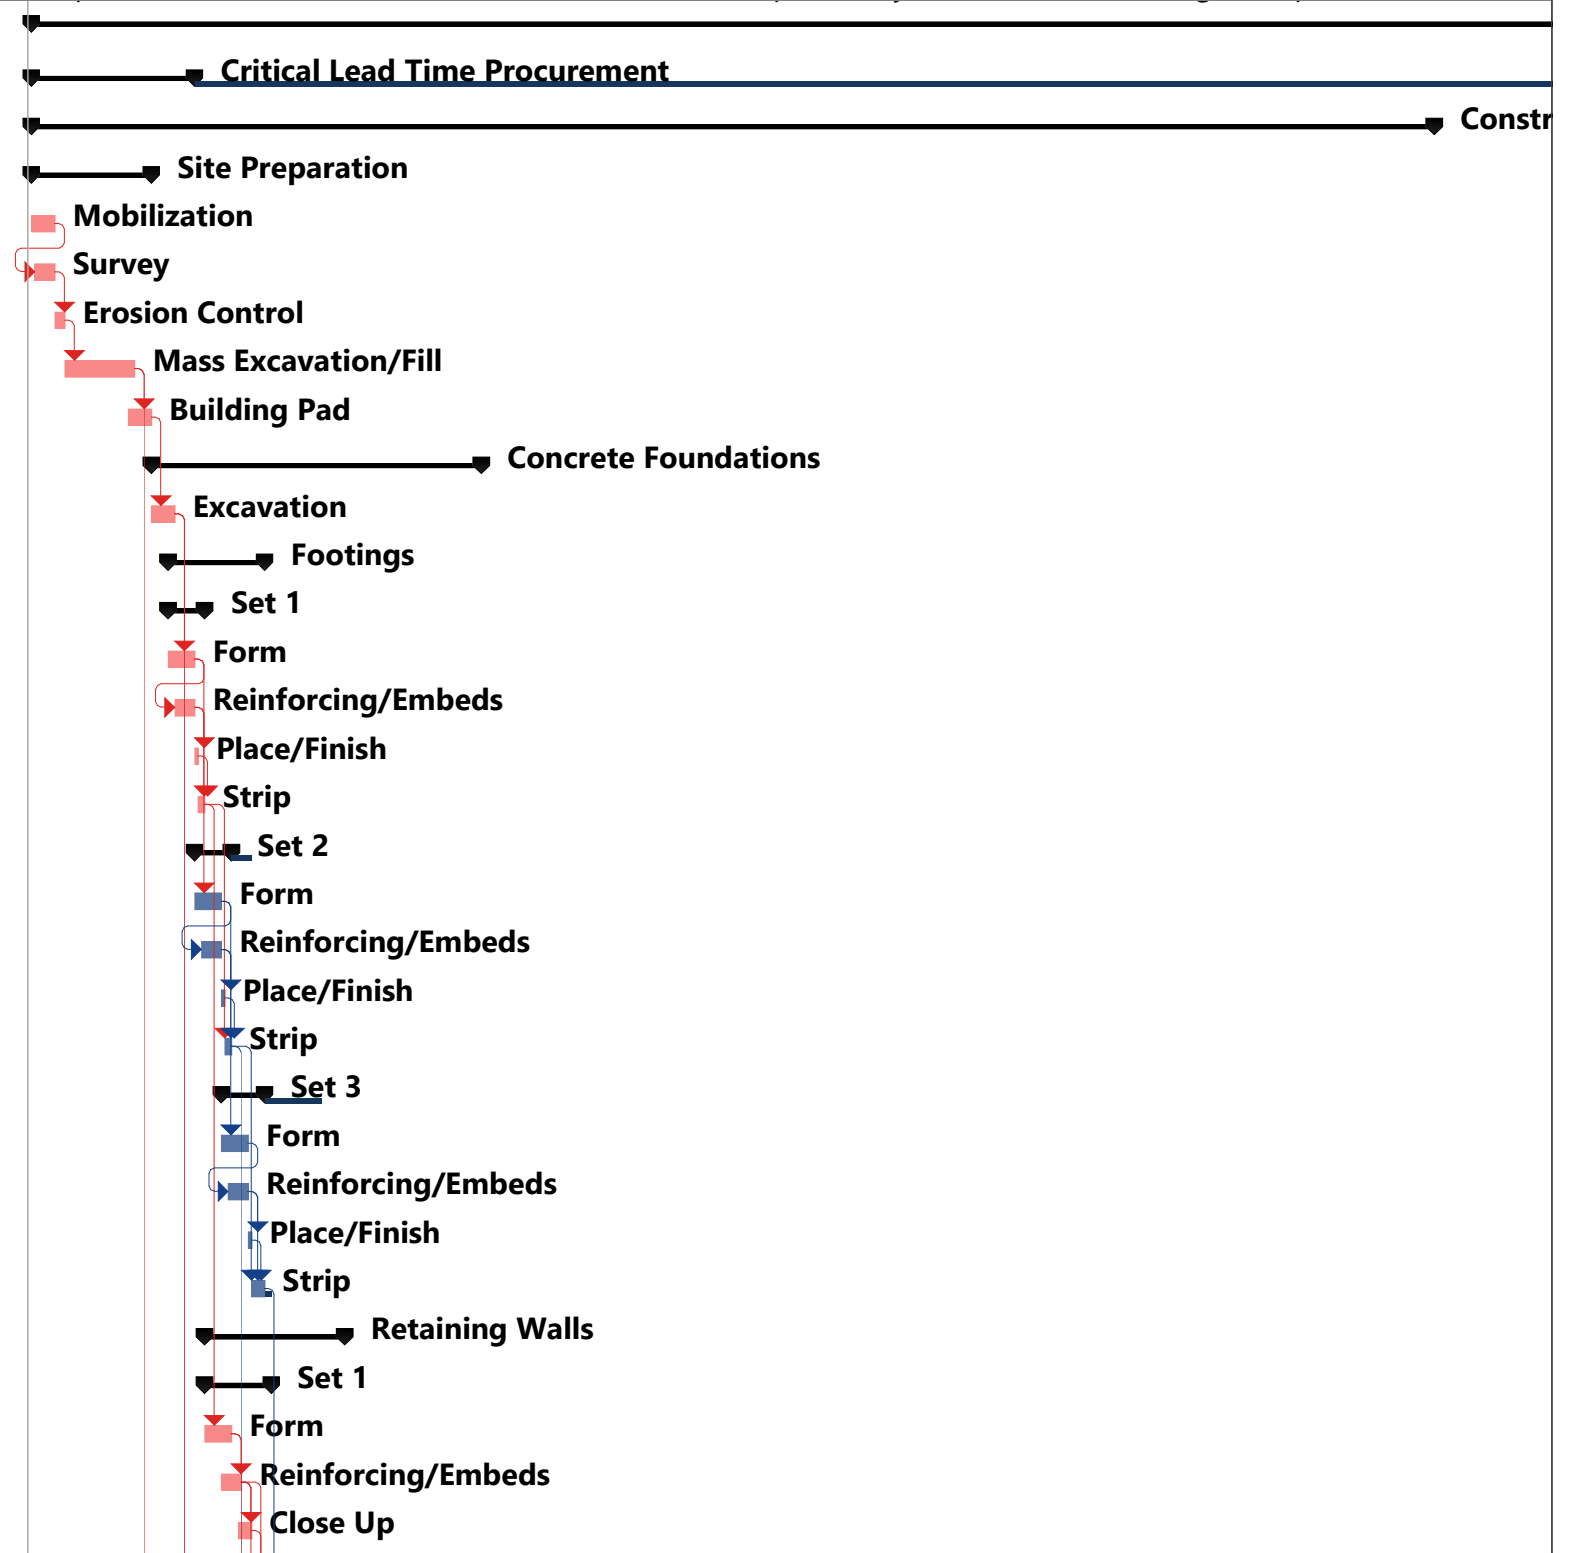 Critical Lead Time Procurement
Constr
Site Preparation
Mobilization
Survey
Erosion Control
Mass Excavation/Fill
Building Pad
Concrete Foundations
Excavation
Footings
Set 1
Form
Reinforcing/Embeds
Place/Finish
Strip
Set 2
Form
Reinforcing/Embeds
Place/Finish
Strip
Set 3
Form
Reinforcing/Embeds
Place/Finish
Strip
Retaining Walls
Set 1
Form
Reinforcing/Embeds
Close Up